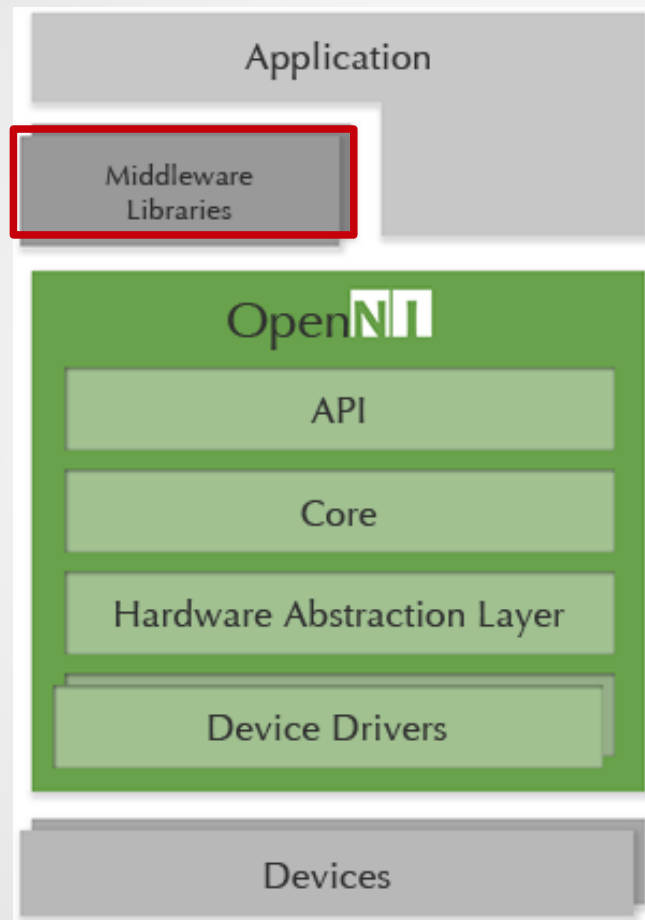 Application
Middleware
Libraries
OpenNI
API
Core
Hardware Abstraction Layer
Device Drivers
Devices